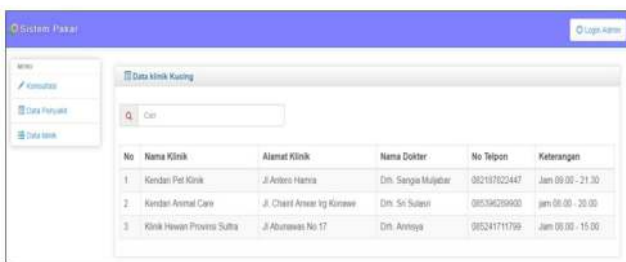 Sistem Pakar
Login Admin
MENU
Konsultasi
Data Penyakit
Data klinik
Data klinik Kucing
Cari
No Nama Klinik Alamat Klinik Nama Dokter No Telpon Keterangan
1 Kendari Pet Klinik Jl Antero Hamra Drh. Sangia Muljabar 082187822447 Jam 09.00 - 21.30
2 Kendari Animal Care Jl. Chairil Anwar lrg Konawe Drh. Sri Sulasri 085396289900 jam 08.00 - 20.00
3 Klinik Hewan Provinsi Sultra Jl Abunawas No.17 Drh. Annisya 085241711799 Jam 08.00 - 15.00